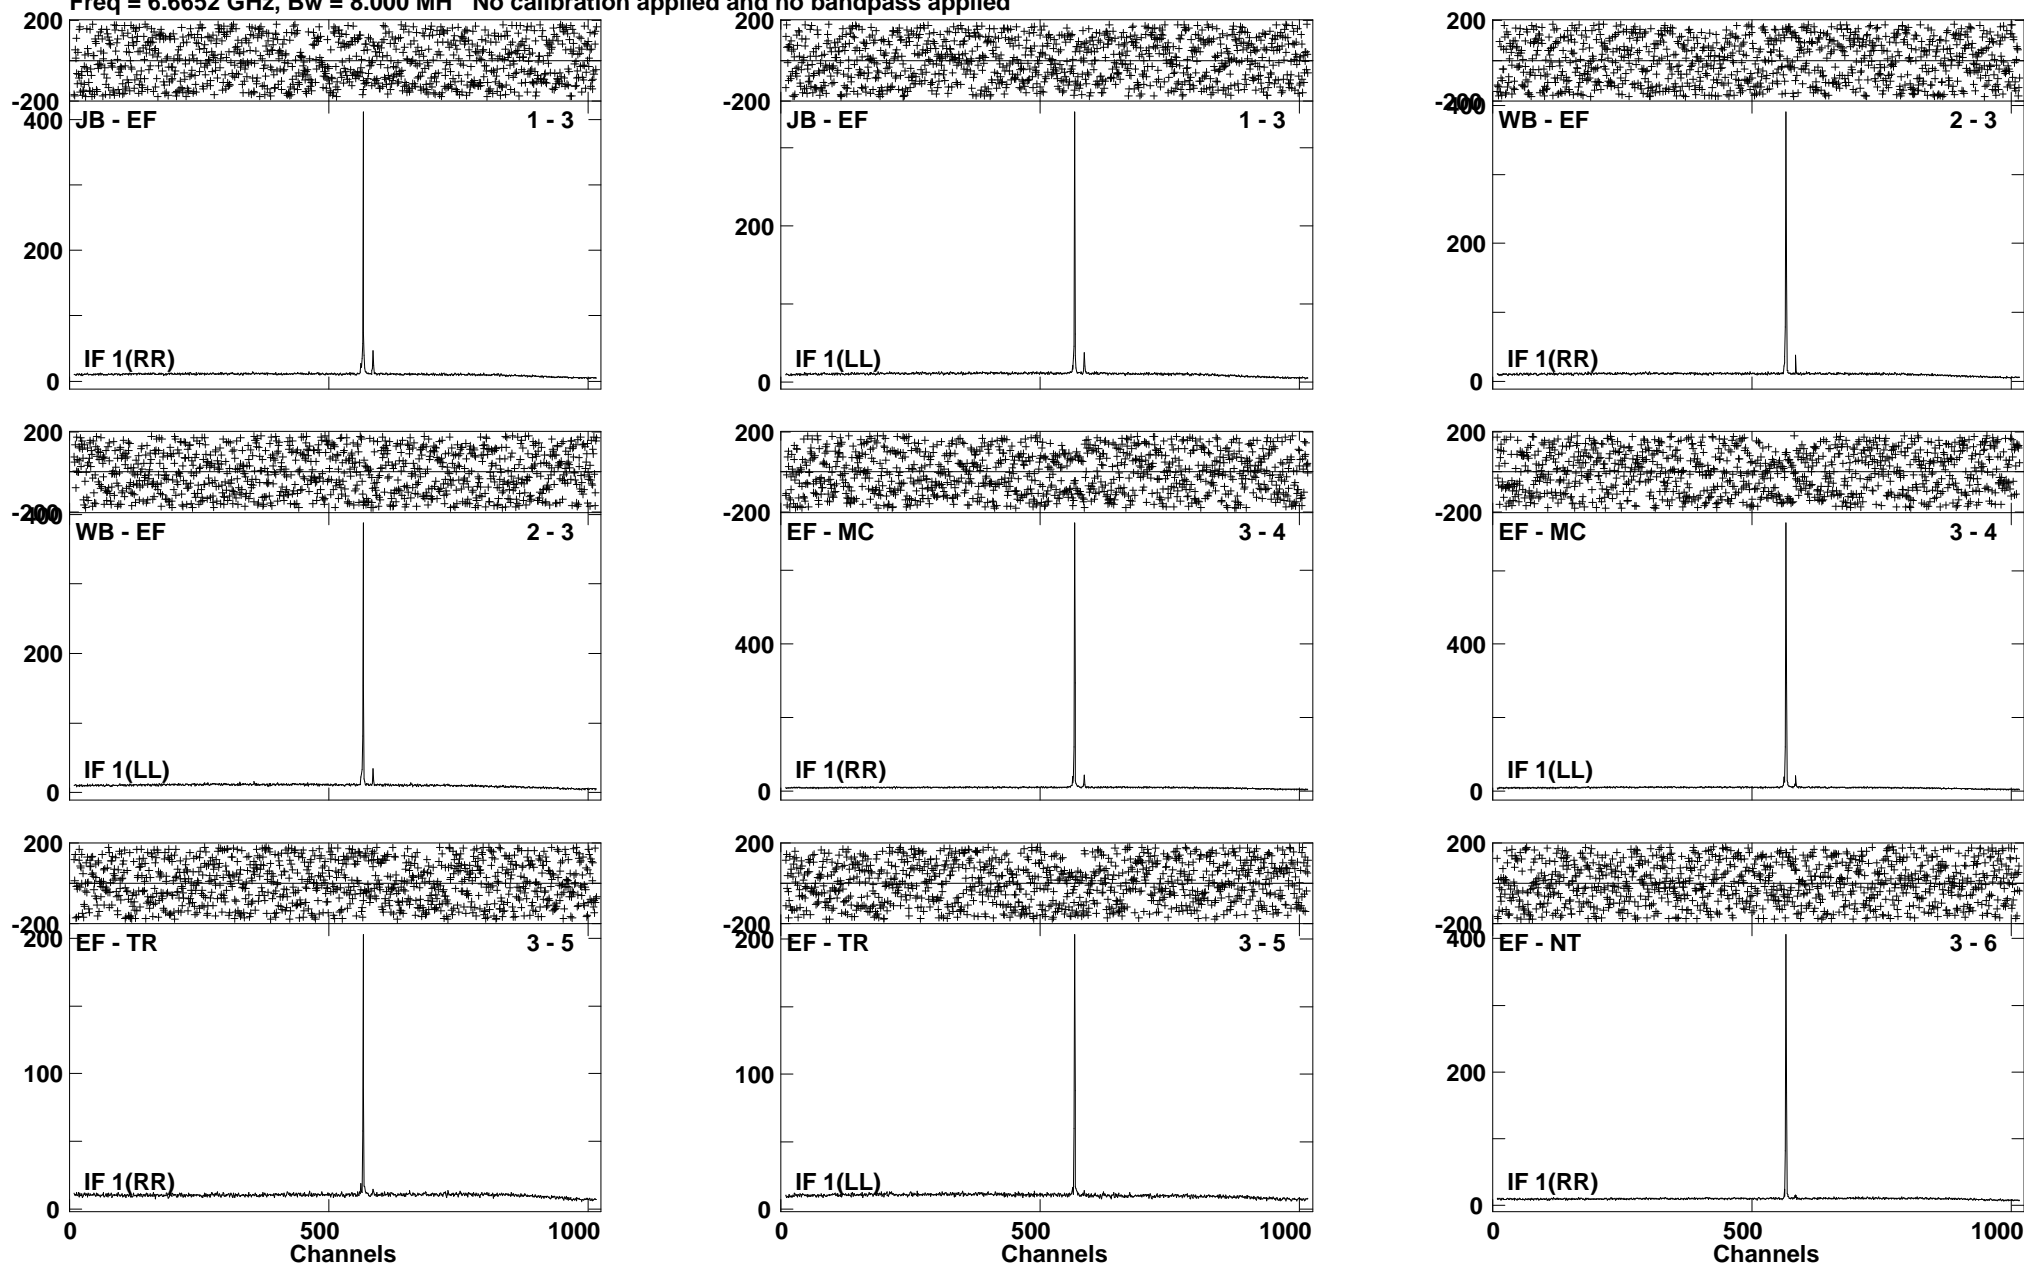 Freq = 6.6652 GHz, Bw = 8.000 MH No calibration applied and no bandpass applied
200
200
200
-200
-200
-200
400
400
JB - EF
1 - 3
JB - EF
1 - 3
WB - EF
2 - 3
200
200
200
IF 1(RR)
IF 1(LL)
IF 1(RR)
0
0
0
200
200
200
-200
-200
-200
400
WB - EF
2 - 3
EF - MC
3 - 4
EF - MC
3 - 4
200
400
400
IF 1(LL)
IF 1(RR)
IF 1(LL)
0
0
0
200
200
200
-200
-200
-200
200
200
400
EF - TR
3 - 5
EF - TR
3 - 5
EF - NT
3 - 6
100
100
200
IF 1(RR)
IF 1(LL)
IF 1(RR)
0
0
0
0 500 1000
0 500 1000
0 500 1000
Channels
Channels
Channels